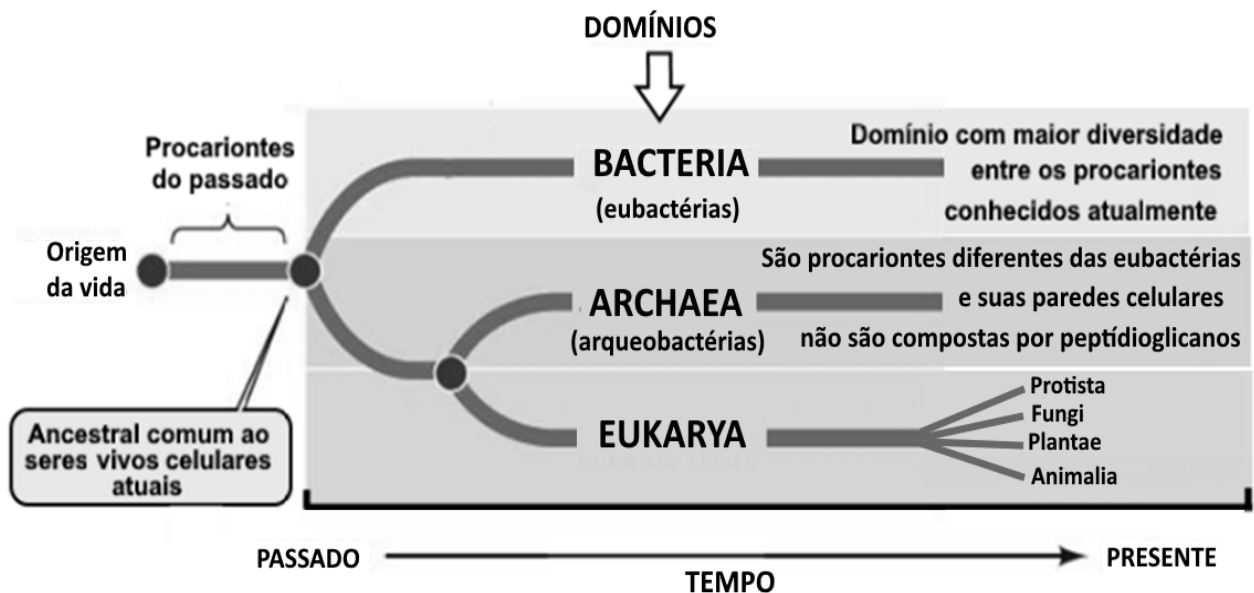 DOMÍNIOS
Procariontes
do passado
Origem
da vida
BACTERIA
(eubactérias)
Domínio com maior diversidade
entre os procariontes
conhecidos atualmente
ARCHAEA
(arqueobactérias)
São procariontes diferentes das eubactérias
e suas paredes celulares
não são compostas por peptídioglicanos
EUKARYA
Protista
Fungi
Plantae
Animalia
Ancestral comum ao
seres vivos celulares
atuais
PASSADO
TEMPO
PRESENTE